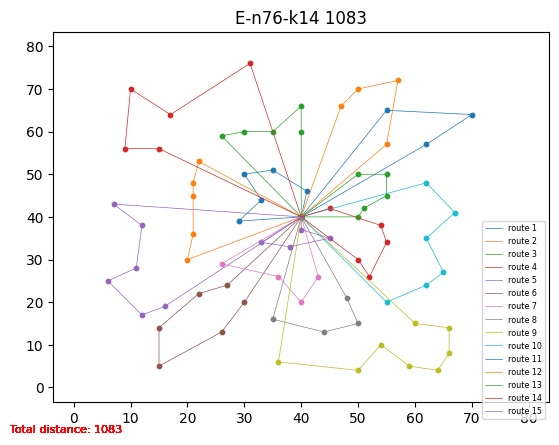 E-n76-k14 1083
80
70
60
50
40
30
20
10
0
0 10 20 30 40 50 60 70 80
route 1
route 2
route 3
route 4
route 5
route 6
route 7
route 8
route 9
route 10
route 11
route 12
route 13
route 14
route 15
Total distance: 1083